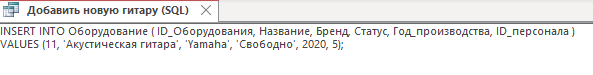 Добавить новую гитару (SQL)
INSERT INTO Оборудование ( ID_Оборудования, Название, Бренд, Статус, Год_производства, ID_персонала )
VALUES (11, 'Акустическая гитара', 'Yamaha', 'Свободно', 2020, 5);